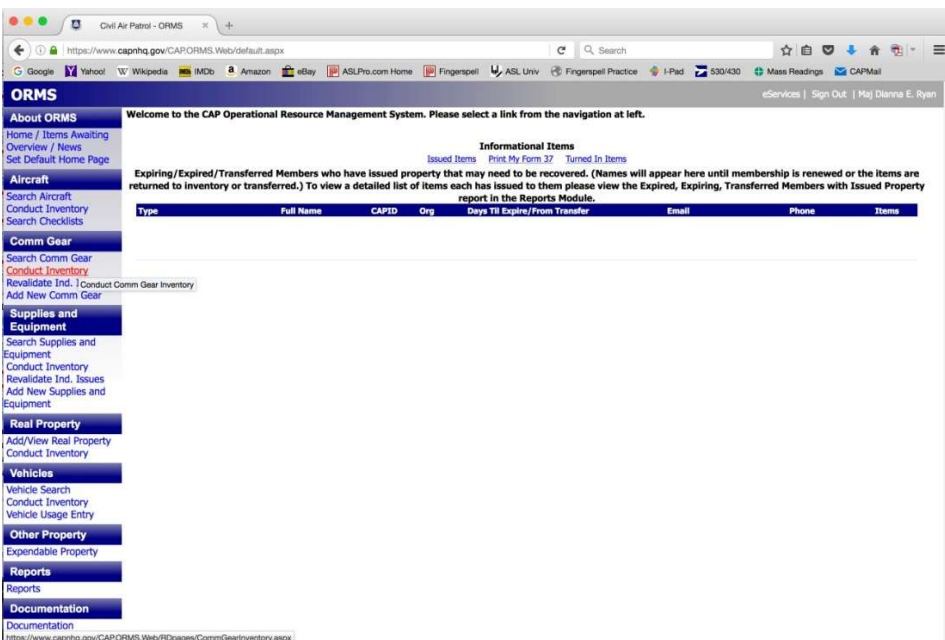 Civil Air Patrol - ORMS × +
https://www.capnhq.gov/CAP.ORMS.Web/default.aspx Search
Google Yahoo! Wikipedia IMDb Amazon eBay ASLPro.com Home Fingerspell ASL Univ Fingerspell Practice I-Pad 530/430 Mass Readings CAPMail
ORMS eServices | Sign Out | Maj Dianna E. Ryan
About ORMS
Home / Items Awaiting
Overview / News
Set Default Home Page
Aircraft
Search Aircraft
Conduct Inventory
Search Checklists
Comm Gear
Search Comm Gear
Conduct Inventory
Revalidate Ind. I
Conduct Comm Gear Inventory
Add New Comm Gear
Supplies and
Equipment
Search Supplies and
Equipment
Conduct Inventory
Revalidate Ind. Issues
Add New Supplies and
Equipment
Real Property
Add/View Real Property
Conduct Inventory
Vehicles
Vehicle Search
Conduct Inventory
Vehicle Usage Entry
Other Property
Expendable Property
Reports
Reports
Documentation
Documentation
https://www.capnhq.gov/CAP.ORMS.Web/RDpages/CommGearInventory.aspx
Welcome to the CAP Operational Resource Management System. Please select a link from the navigation at left.
Informational Items
Issued Items Print My Form 37 Turned In Items
Expiring/Expired/Transferred Members who have issued property that may need to be recovered. (Names will appear here until membership is renewed or the items are
returned to inventory or transferred.) To view a detailed list of items each has issued to them please view the Expired, Expiring, Transferred Members with Issued Property
report in the Reports Module.
Type Full Name CAPID Org Days Til Expire/From Transfer Email Phone Items